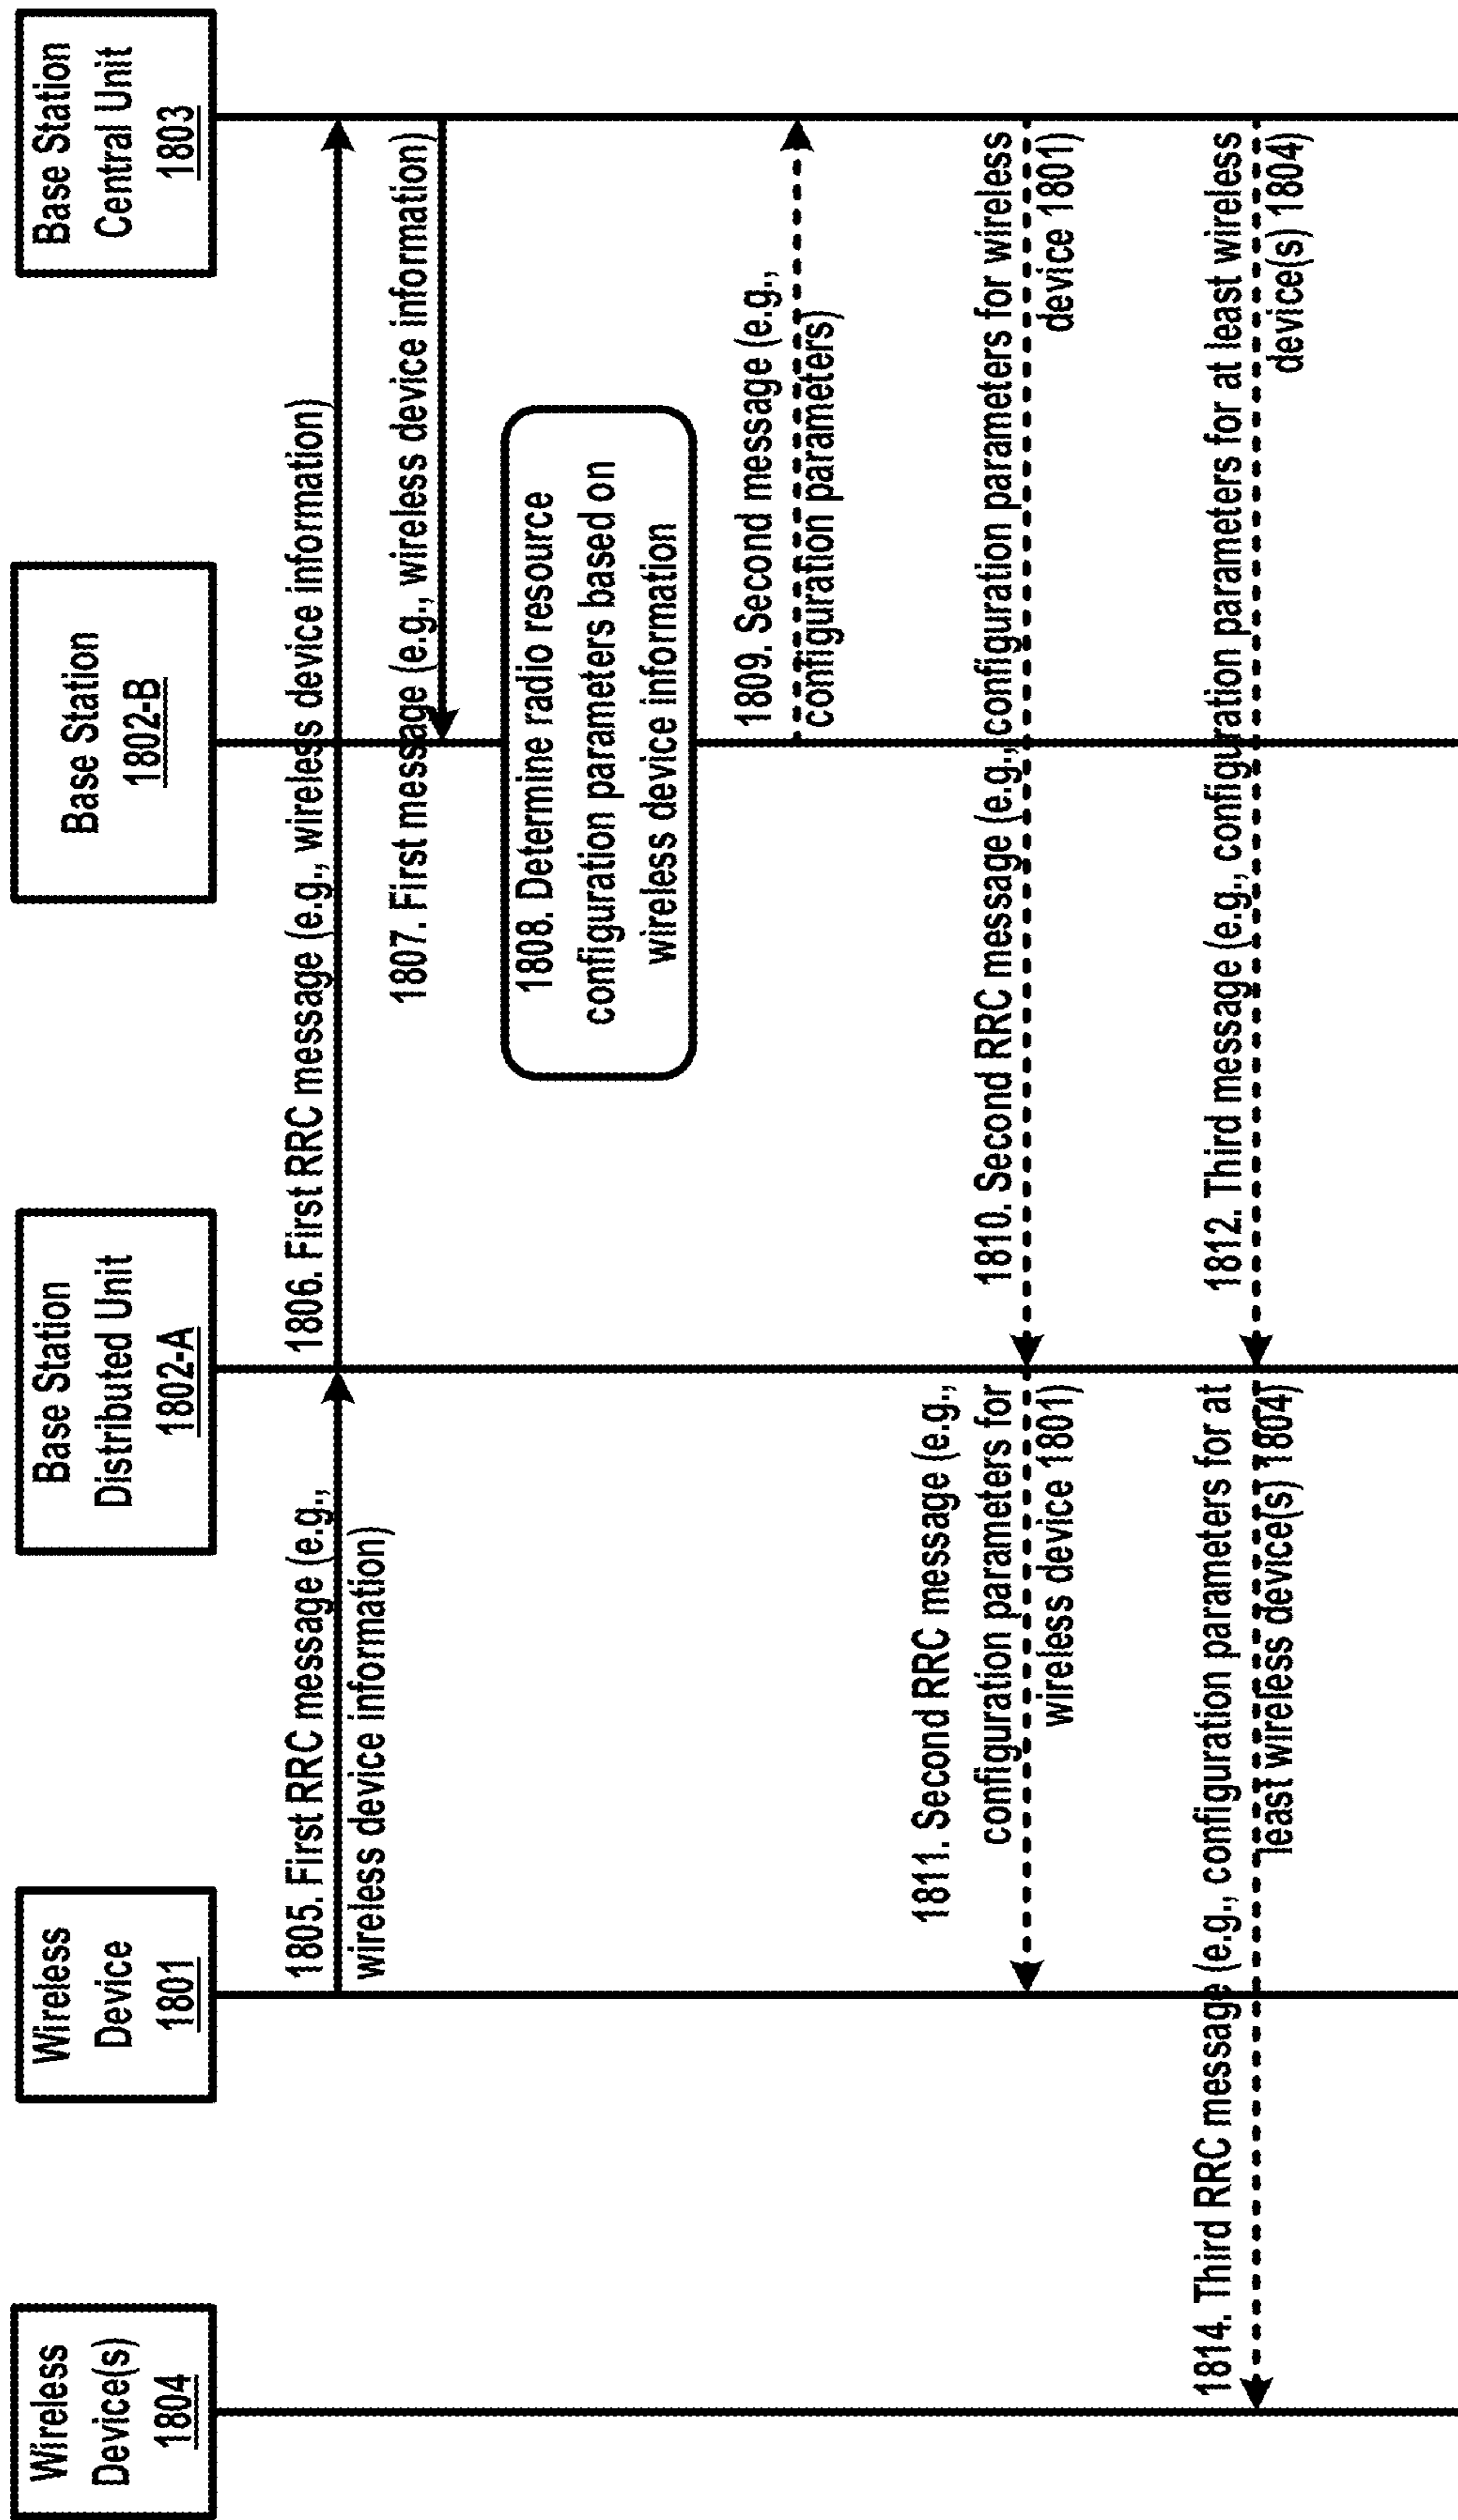 Wireless
Device(s)
1804
Wireless
Device
1801
Base Station
Distributed Unit
1802-A
Base Station
1802-B
Base Station
Central Unit
1803
1805. First RRC message (e.g.,
wireless device information)
1806. First RRC message (e.g., wireless device information)
1807. First message (e.g., wireless device information)
1808. Determine radio resource
configuration parameters based on
wireless device information
1809. Second message (e.g.,
configuration parameters)
1810. Second RRC message (e.g., configuration parameters for wireless
device 1801)
1811. Second RRC message (e.g.,
configuration parameters for
wireless device 1801)
1812. Third message (e.g., configuration parameters for at least wireless
device(s) 1804)
1814. Third RRC message (e.g., configuration parameters for at
least wireless device(s) 1804)